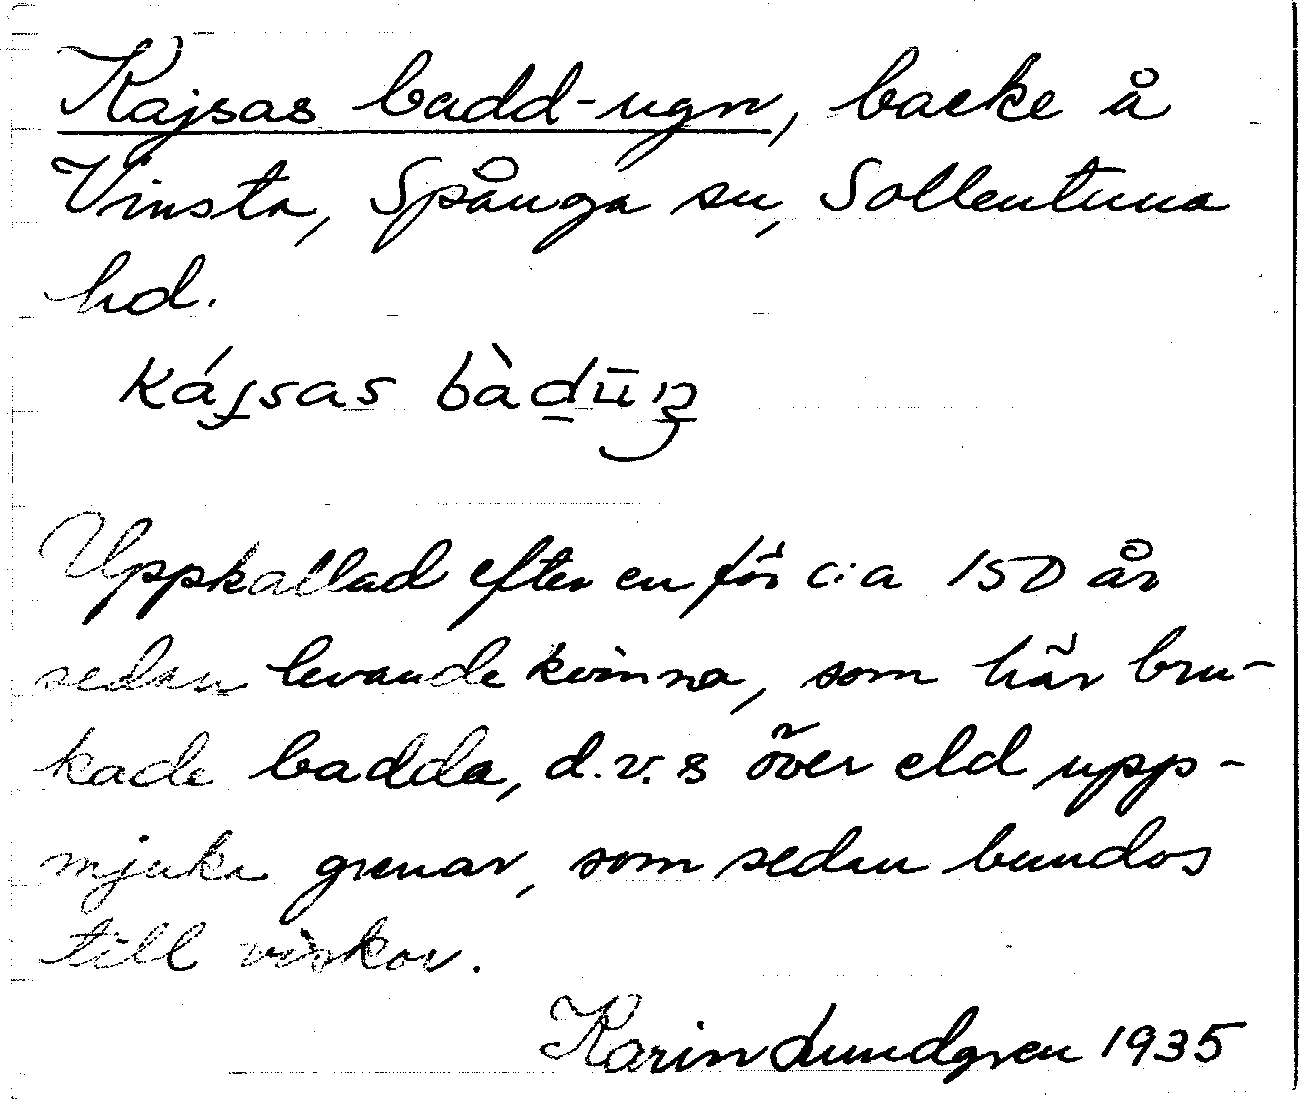 Kajsas badd-ugn, backe å
Vinsta, Spånga sn, Sollentuna
hd.
kájsas bàdūŋ
Uppkallad efter en för c:a 150 år
sedan levande kvinna, som här bru-
kade badda, d.v.s över eld upp-
mjuka grenar, som sedan bundos
till viskor.
Karin Lundgren 1935